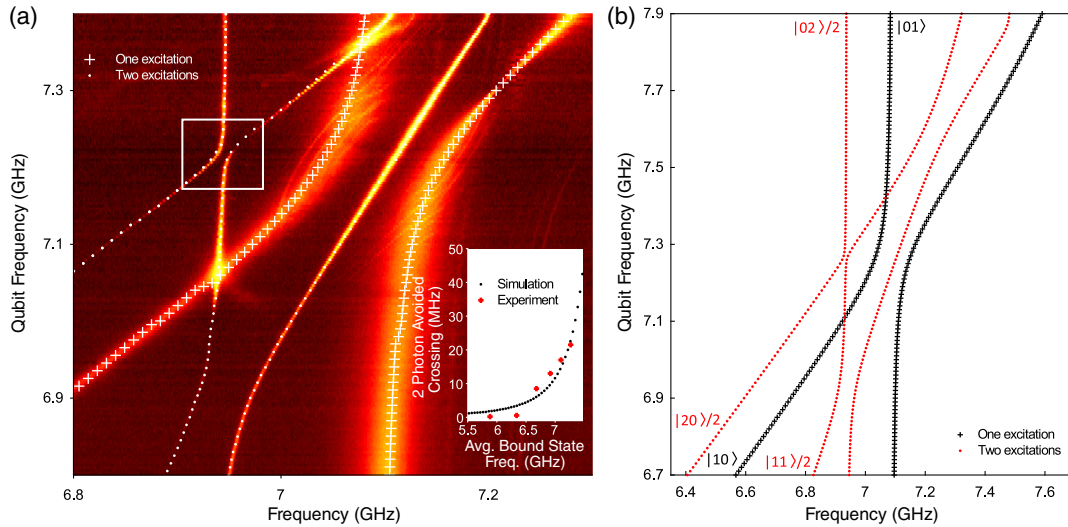 (a)
+ One excitation
Two excitations
Qubit Frequency (GHz)
7.3
7.1
6.9
6.8
7
7.2
Frequency (GHz)
2 Photon Avoided
Crossing (MHz)
50
40
30
20
10
0
Simulation
Experiment
5.5
6
6.5
7
Avg. Bound State
Freq. (GHz)
(b)
Qubit Frequency (GHz)
7.9
7.7
7.5
7.3
7.1
6.9
6.7
|02⟩/2
|01⟩
|20⟩/2
|10⟩
|11⟩/2
+ One excitation
Two excitations
6.4
6.6
6.8
7
7.2
7.4
7.6
Frequency (GHz)